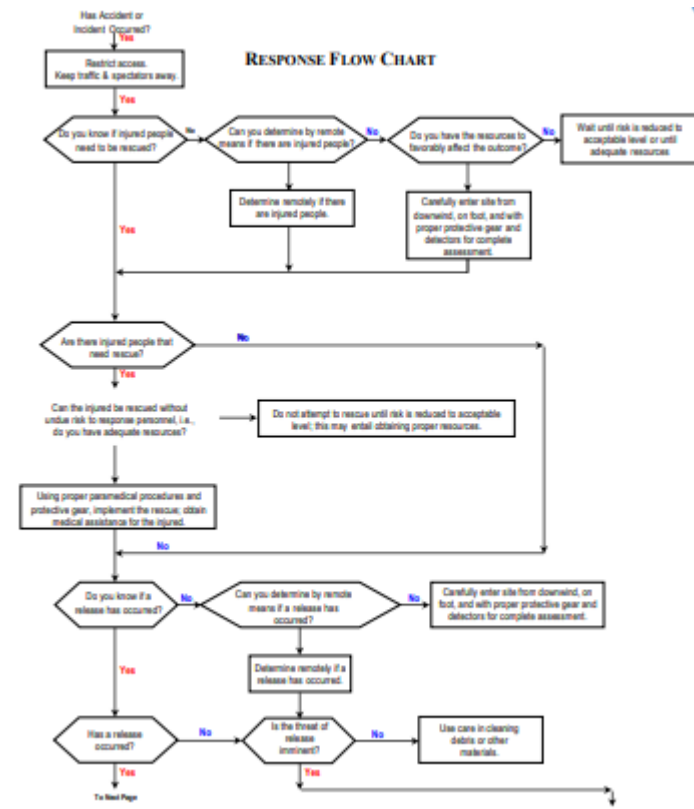 Has Accident or
Incident Occurred?
Yes
RESPONSE FLOW CHART
Restrict access.
Keep traffic & spectators away.
Yes
Do you know if injured people
need to be rescued?
No
Can you determine by remote
means if there are injured people?
No
Do you have the resources to
favorably affect the outcome?
No
Wait until risk is reduced to
acceptable level or until
adequate resources
Determine remotely if there
are injured people.
Carefully enter site from
downwind, on foot, and with
proper protective gear and
detectors for complete
assessment.
Yes
Are there injured people that
need rescue?
No
Yes
Can the injured be rescued without
undue risk to response personnel, i.e.,
do you have adequate resources?
Do not attempt to rescue until risk is reduced to acceptable
level; this may entail obtaining proper resources.
Using proper paramedical procedures and
protective gear, implement the rescue; obtain
medical assistance for the injured.
No
Do you know if a
release has occurred?
No
Can you determine by remote
means if a release has
occurred?
No
Carefully enter site from downwind, on
foot, and with proper protective gear and
detectors for complete assessment.
Yes
Determine remotely if a
release has occurred.
Has a release
occurred?
No
Is the threat of
release
imminent?
No
Use care in cleaning
debris or other
materials.
Yes
Yes
To Next Page